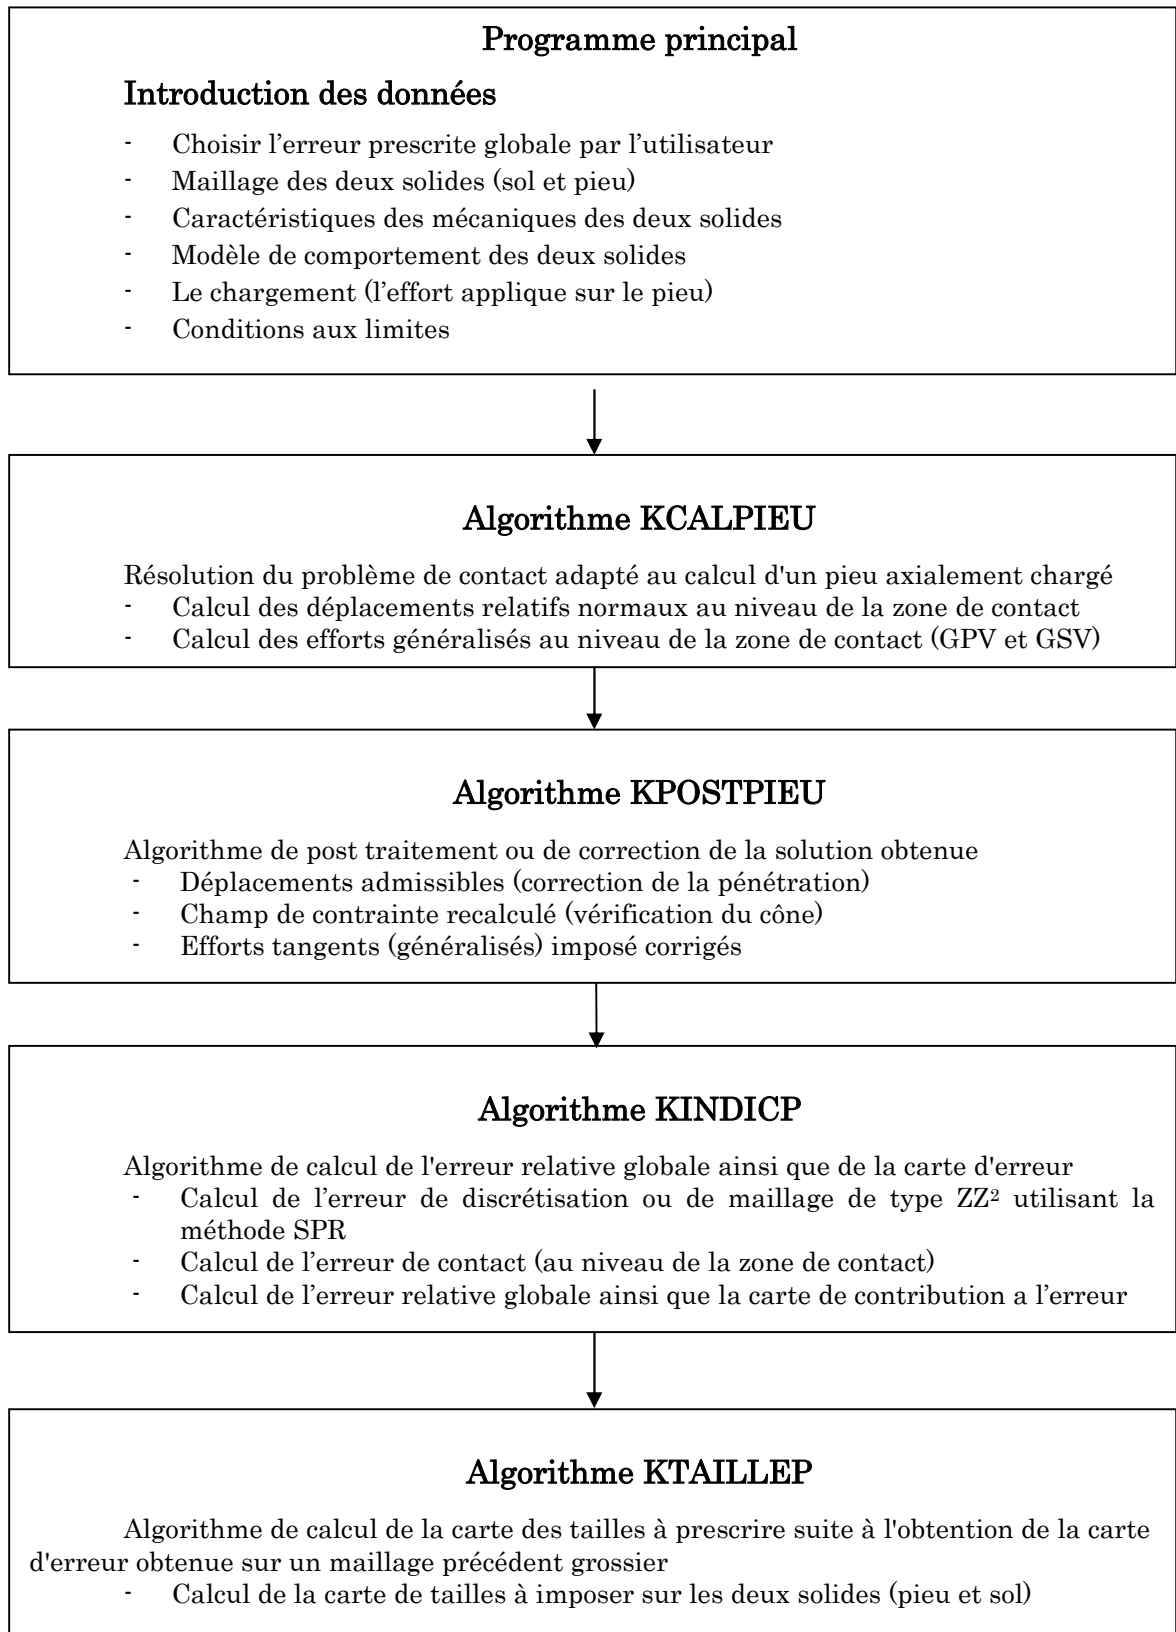 Programme principal
Introduction des données
- Choisir l’erreur prescrite globale par l’utilisateur
- Maillage des deux solides (sol et pieu)
- Caractéristiques des mécaniques des deux solides
- Modèle de comportement des deux solides
- Le chargement (l’effort applique sur le pieu)
- Conditions aux limites
Algorithme KCALPIEU
Résolution du problème de contact adapté au calcul d'un pieu axialement chargé
- Calcul des déplacements relatifs normaux au niveau de la zone de contact
- Calcul des efforts généralisés au niveau de la zone de contact (GPV et GSV)
Algorithme KPOSTPIEU
Algorithme de post traitement ou de correction de la solution obtenue
- Déplacements admissibles (correction de la pénétration)
- Champ de contrainte recalculé (vérification du cône)
- Efforts tangents (généralisés) imposé corrigés
Algorithme KINDICP
Algorithme de calcul de l'erreur relative globale ainsi que de la carte d'erreur
- Calcul de l’erreur de discrétisation ou de maillage de type ZZ² utilisant la
méthode SPR
- Calcul de l’erreur de contact (au niveau de la zone de contact)
- Calcul de l’erreur relative globale ainsi que la carte de contribution a l’erreur
Algorithme KTAILLEP
Algorithme de calcul de la carte des tailles à prescrire suite à l'obtention de la carte
d'erreur obtenue sur un maillage précédent grossier
- Calcul de la carte de tailles à imposer sur les deux solides (pieu et sol)